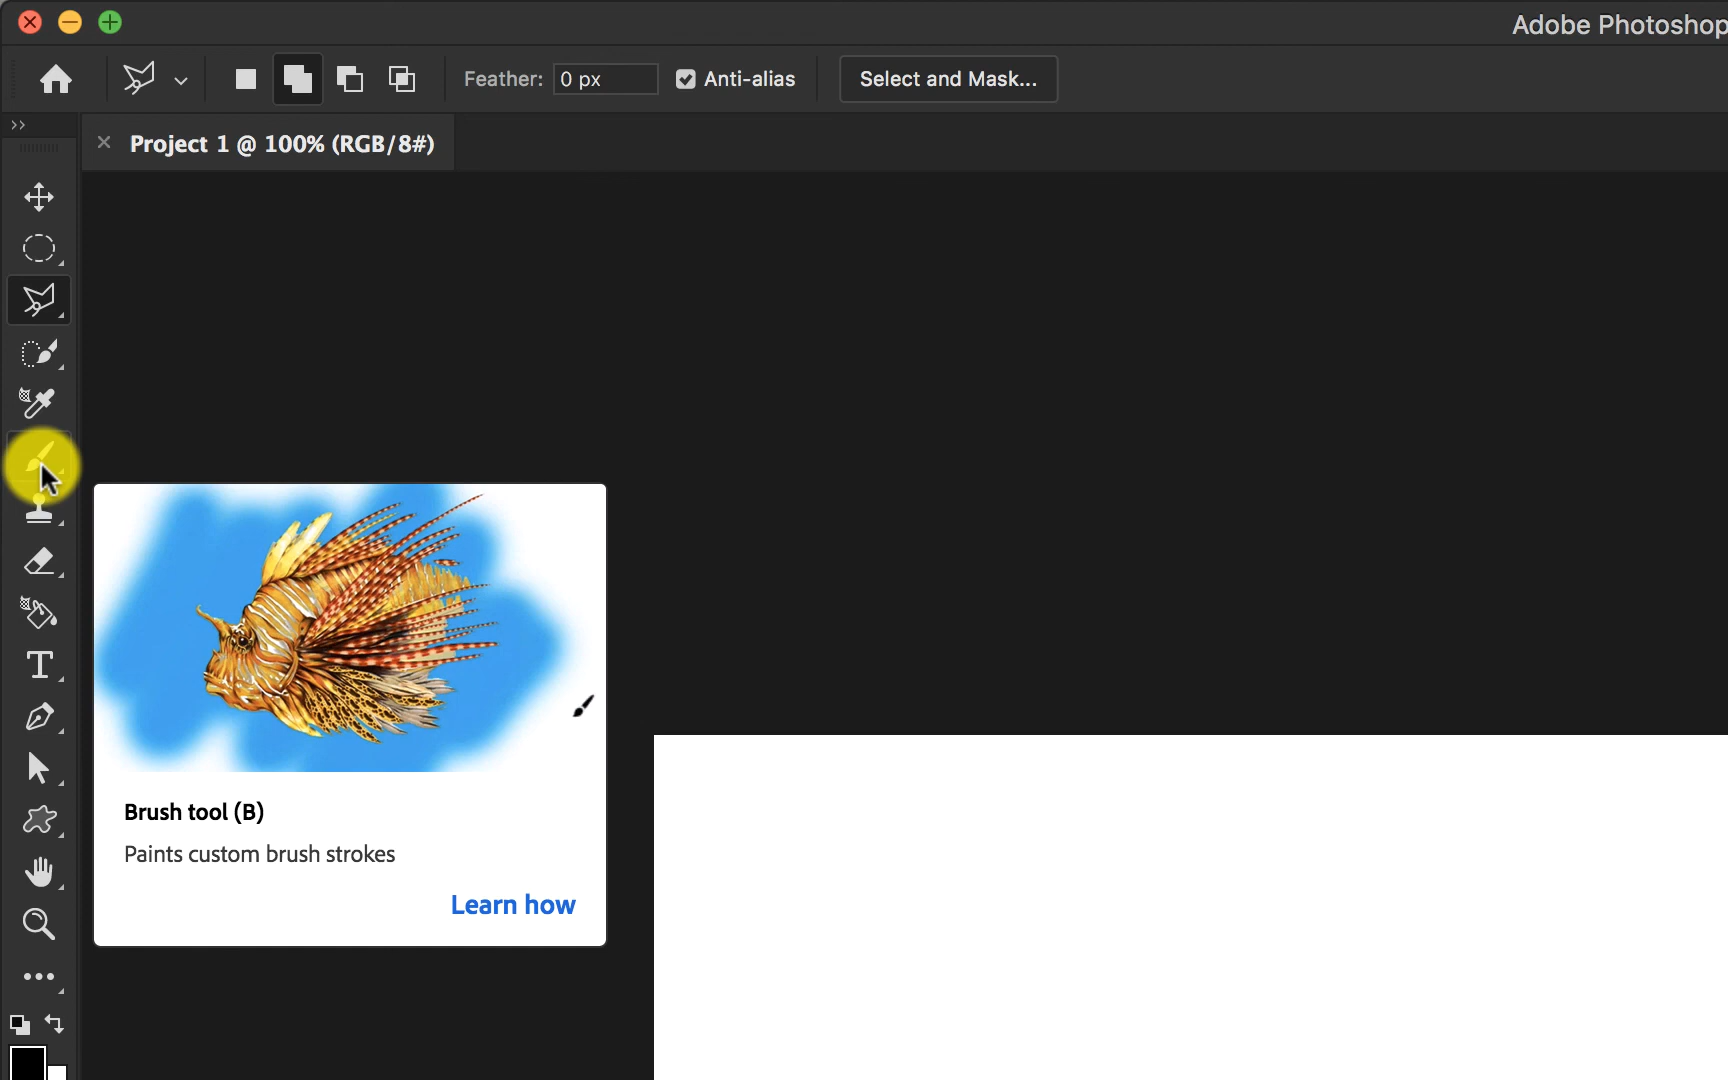 Adobe Photoshop
Feather: 0 px Anti-alias Select and Mask...
Project 1 @ 100% (RGB/8#)
Brush tool (B)
Paints custom brush strokes
Learn how